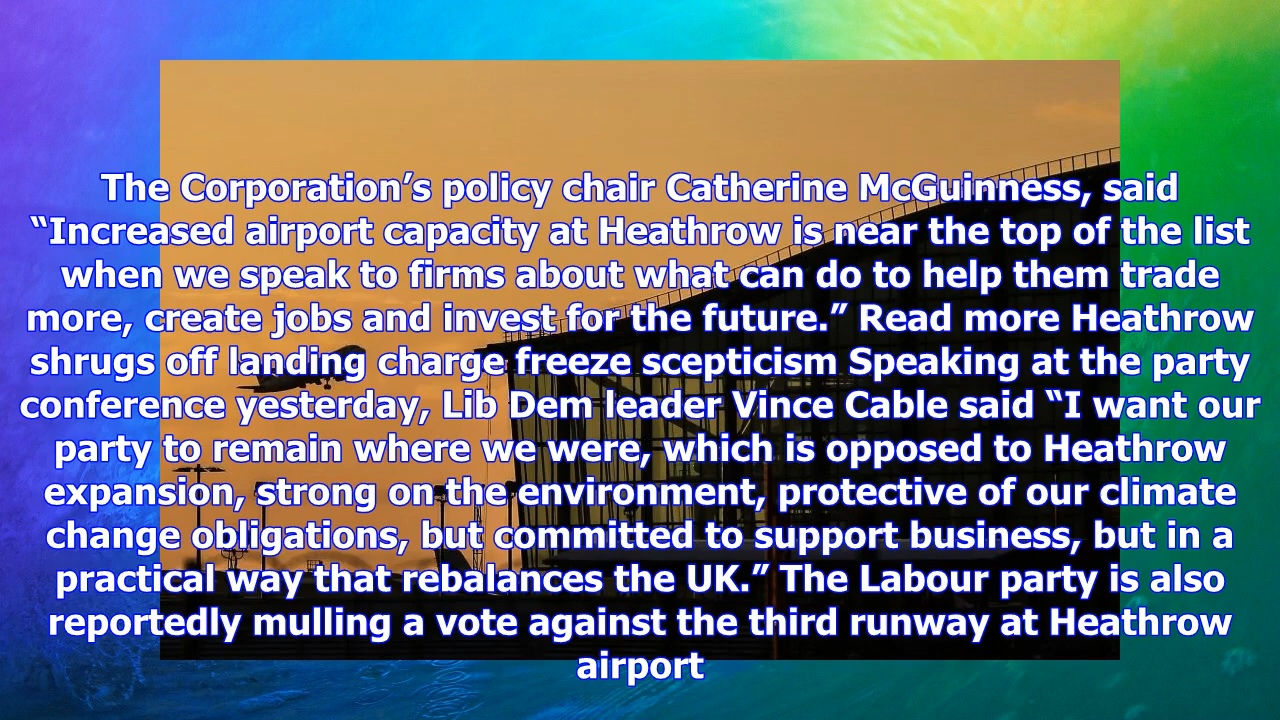 The Corporation’s policy chair Catherine McGuinness, said
“Increased airport capacity at Heathrow is near the top of the list
when we speak to firms about what can do to help them trade
more, create jobs and invest for the future.” Read more Heathrow
shrugs off landing charge freeze scepticism Speaking at the party
conference yesterday, Lib Dem leader Vince Cable said “I want our
party to remain where we were, which is opposed to Heathrow
expansion, strong on the environment, protective of our climate
change obligations, but committed to support business, but in a
practical way that rebalances the UK.” The Labour party is also
reportedly mulling a vote against the third runway at Heathrow
airport